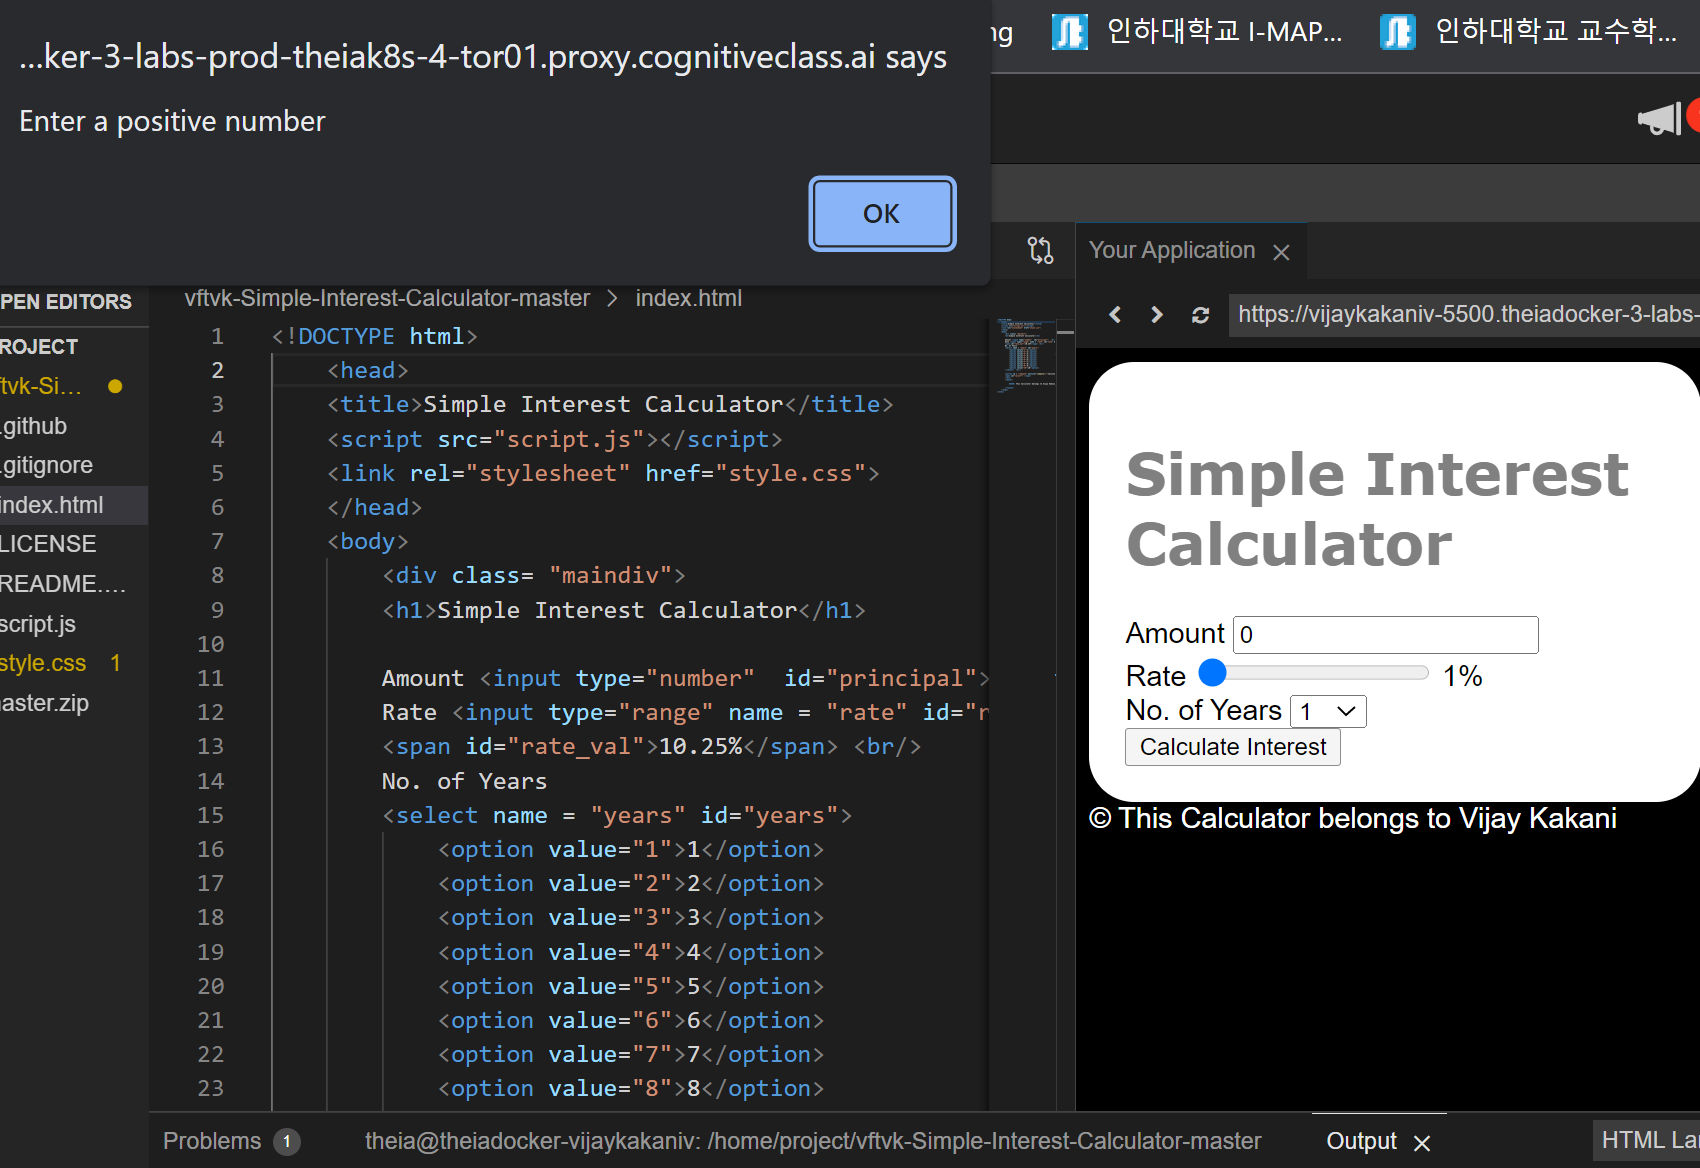 ...ker-3-labs-prod-theiak8s-4-tor01.proxy.cognitiveclass.ai says
Enter a positive number
OK
인하대학교 I-MAP...
인하대학교 교수학...
Your Application
https://vijaykakaniv-5500.theiadocker-3-labs-
PEN EDITORS
ROJECT
ftvk-Si...
.github
.gitignore
index.html
LICENSE
README....
script.js
style.css 1
aster.zip
vftvk-Simple-Interest-Calculator-master > index.html
1 <!DOCTYPE html>
2 <head>
3 <title>Simple Interest Calculator</title>
4 <script src="script.js"></script>
5 <link rel="stylesheet" href="style.css">
6 </head>
7 <body>
8 <div class= "maindiv">
9 <h1>Simple Interest Calculator</h1>
10
11 Amount <input type="number"  id="principal">
12 Rate <input type="range" name = "rate" id="r
13 <span id="rate_val">10.25%</span> <br/>
14 No. of Years
15 <select name = "years" id="years">
16 <option value="1">1</option>
17 <option value="2">2</option>
18 <option value="3">3</option>
19 <option value="4">4</option>
20 <option value="5">5</option>
21 <option value="6">6</option>
22 <option value="7">7</option>
23 <option value="8">8</option>
Simple Interest
Calculator
Amount 0
Rate 1%
No. of Years 1
Calculate Interest
© This Calculator belongs to Vijay Kakani
Problems 1
theia@theiadocker-vijaykakaniv: /home/project/vftvk-Simple-Interest-Calculator-master
Output
HTML La